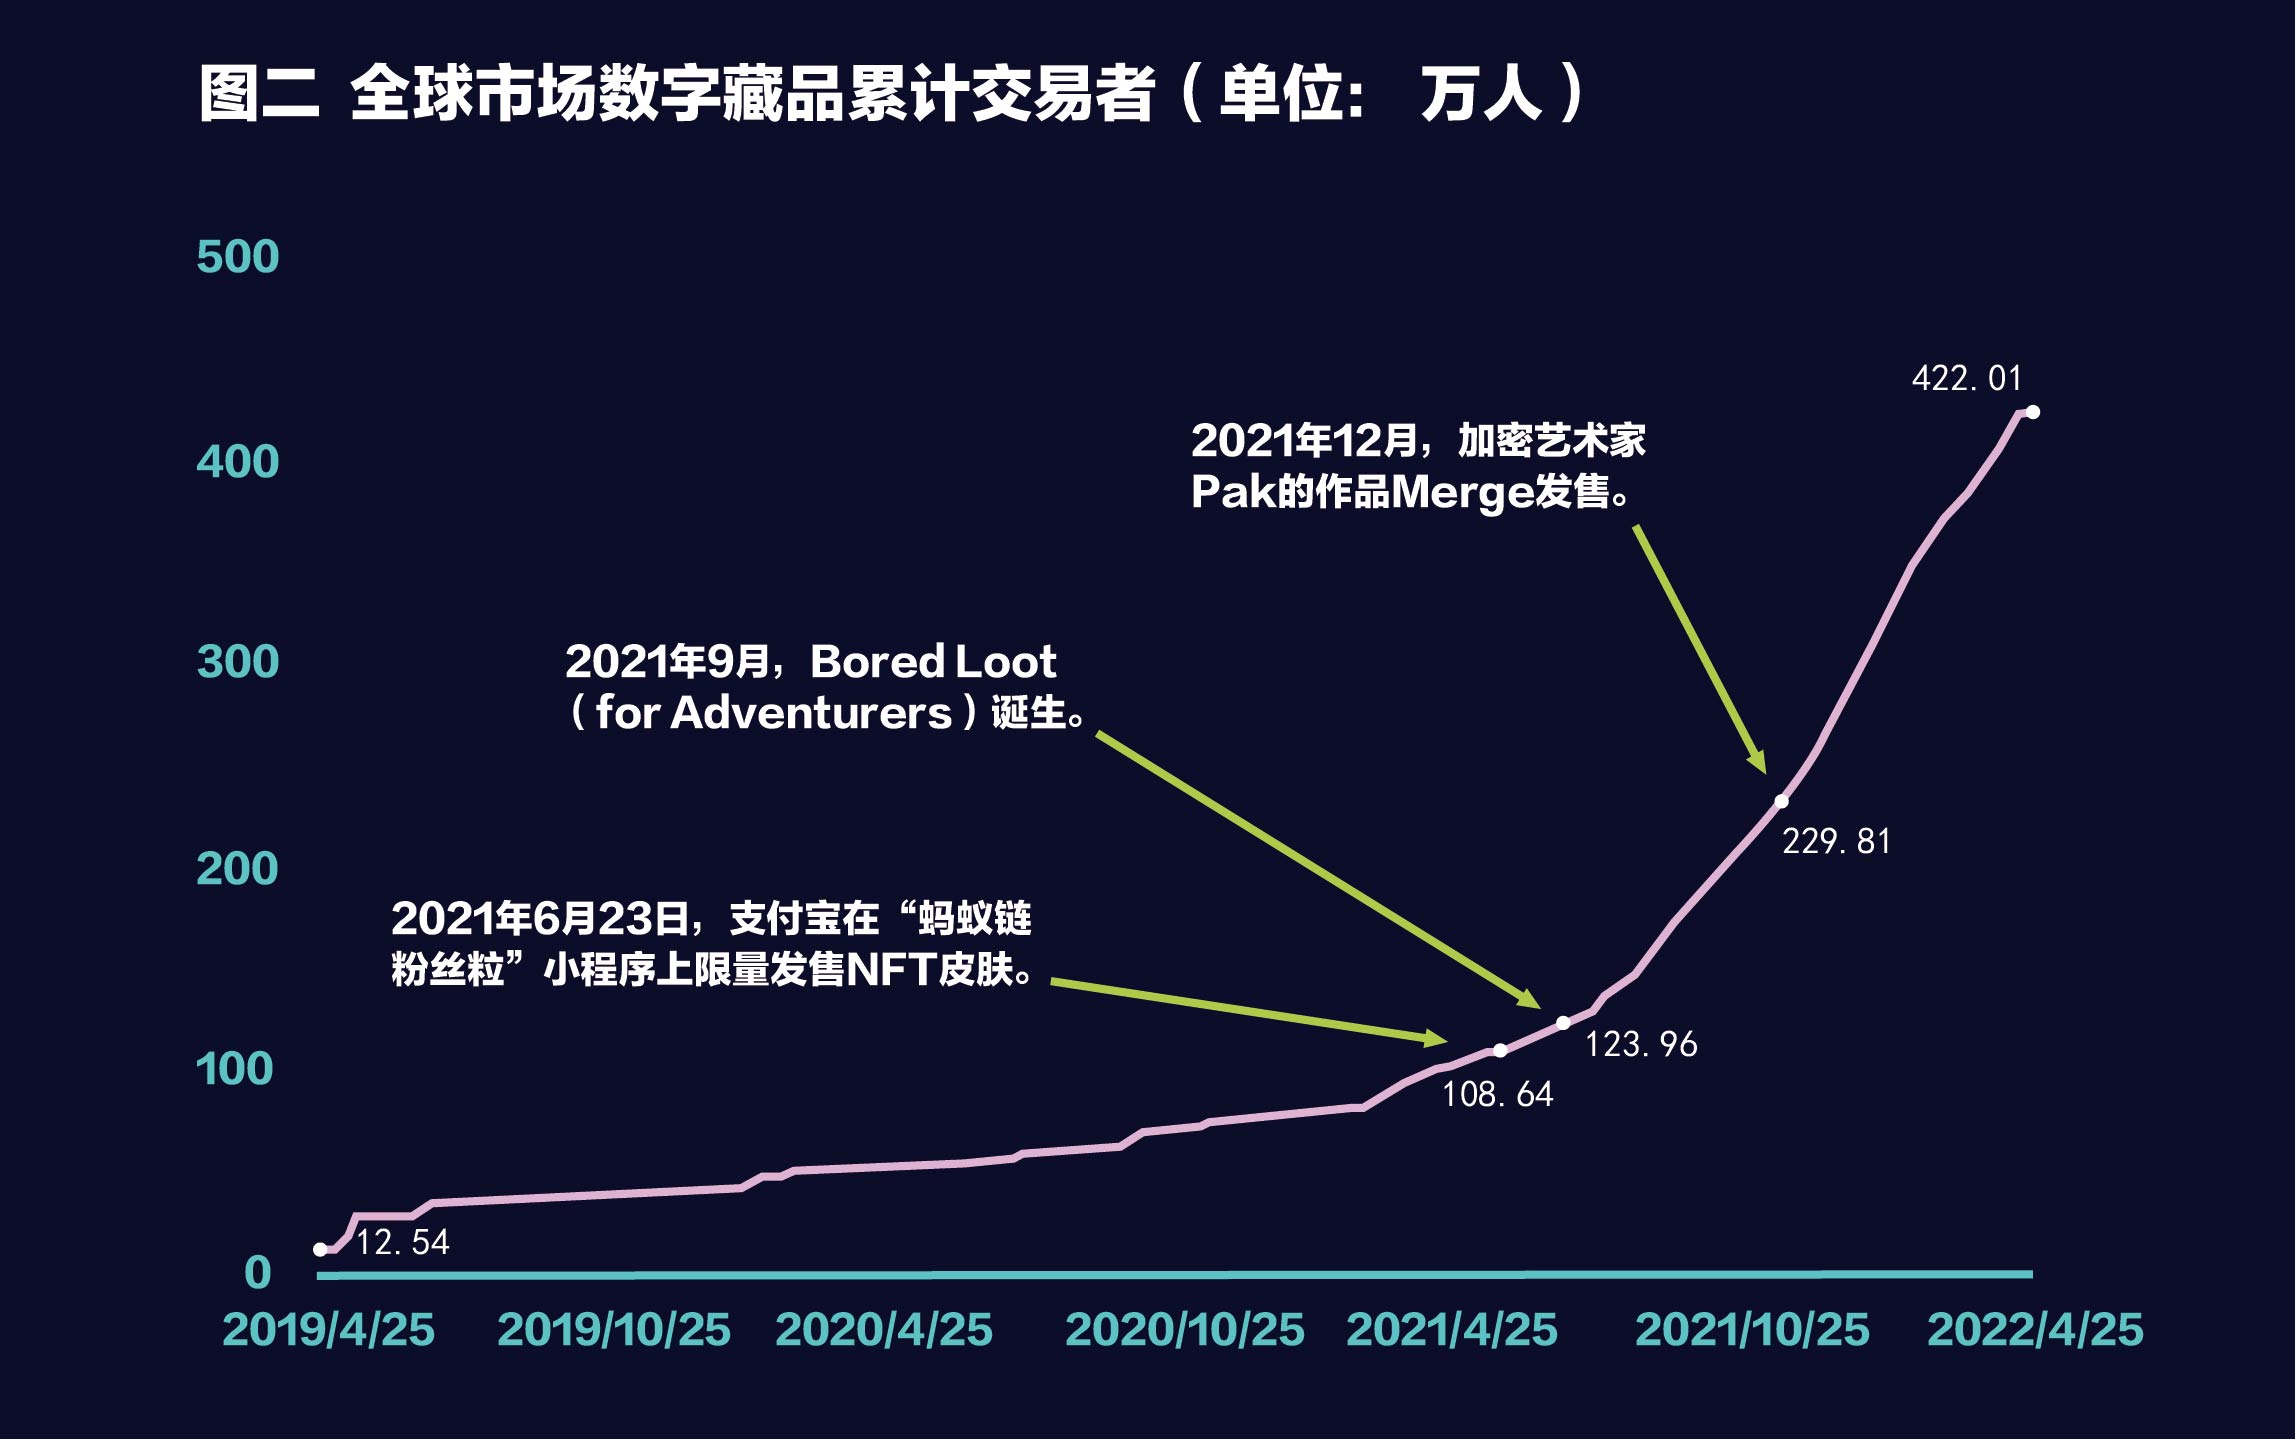 图二 全球市场数字藏品累计交易者（单位： 万人）
500
422.01
2021年12月，加密艺术家
Pak的作品Merge发售。
400
2021年9月，Bored Loot
（for Adventurers）诞生。
300
229.81
200
2021年6月23日，支付宝在“蚂蚁链
粉丝粒”小程序上限量发售NFT皮肤。
123.96
100
108.64
12.54
0
2019/4/25 2019/10/25 2020/4/25 2020/10/25 2021/4/25 2021/10/25 2022/4/25